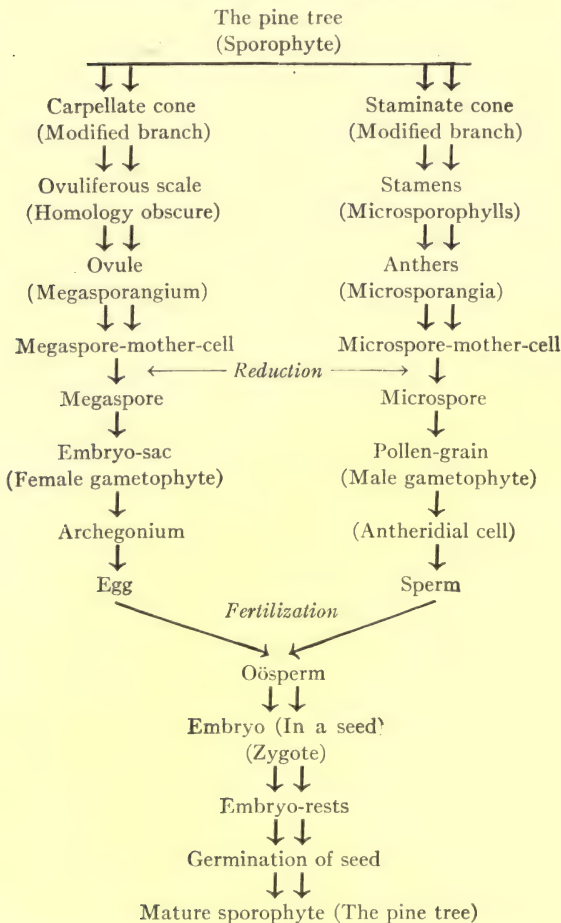 The pine tree
(Sporophyte)
Carpellate cone
(Modified branch)
Ovuliferous scale
(Homology obscure)
Ovule
(Megasporangium)
Megaspore-mother-cell
Megaspore
Embryo-sac
(Female gametophyte)
Archegonium
Egg
Staminate cone
(Modified branch)
Stamens
(Microsporophylls)
Anthers
(Microsporangia)
Microspore-mother-cell
Microspore
Pollen-grain
(Male gametophyte)
(Antheridial cell)
Sperm
Reduction
Fertilization
Oösperm
Embryo (In a seed)
(Zygote)
Embryo-rests
Germination of seed
Mature sporophyte (The pine tree)